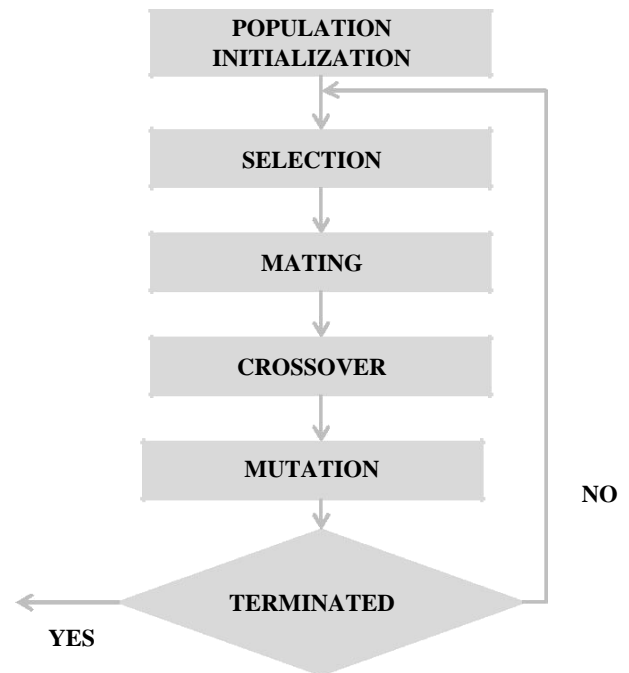 POPULATION
INITIALIZATION
SELECTION
MATING
CROSSOVER
MUTATION
NO
TERMINATED
YES